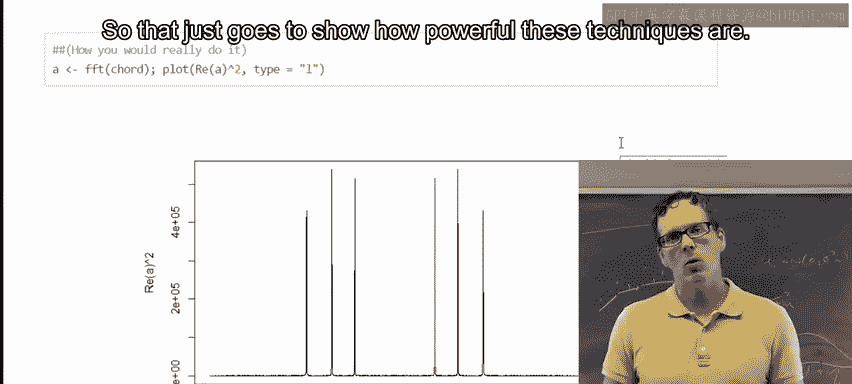 So that just goes to show how powerful these techniques are.
##(How you would really do it)
a <- fft(chord); plot(Re(a)^2, type = "l")
Re(a)^2
4e+05
2e+05
e+00